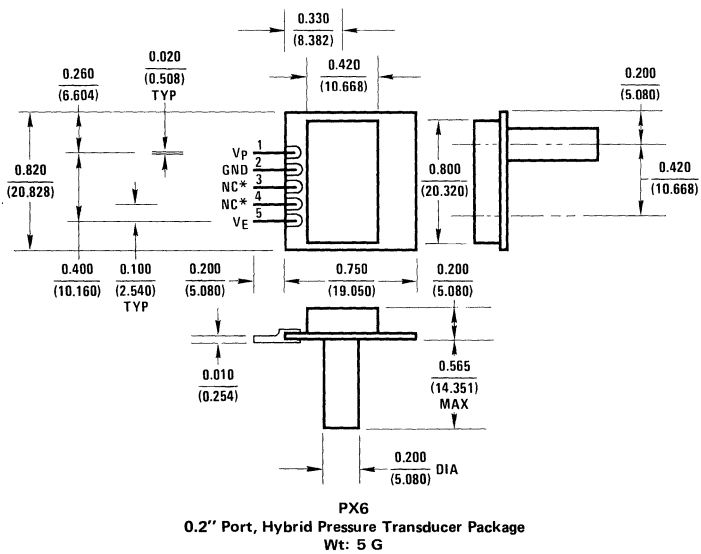 0.330
(8.382)
0.020
(0.508)
TYP
0.260
(6.604)
0.420
(10.668)
0.200
(5.080)
0.820
(20.828)
VP 1
GND 2
NC* 3
NC* 4
VE 5
0.800
(20.320)
0.420
(10.668)
0.400
(10.160)
0.100
(2.540)
TYP
0.200
(5.080)
0.750
(19.050)
0.200
(5.080)
0.010
(0.254)
0.565
(14.351)
MAX
0.200
(5.080)
DIA
PX6
0.2″ Port, Hybrid Pressure Transducer Package
Wt: 5 G